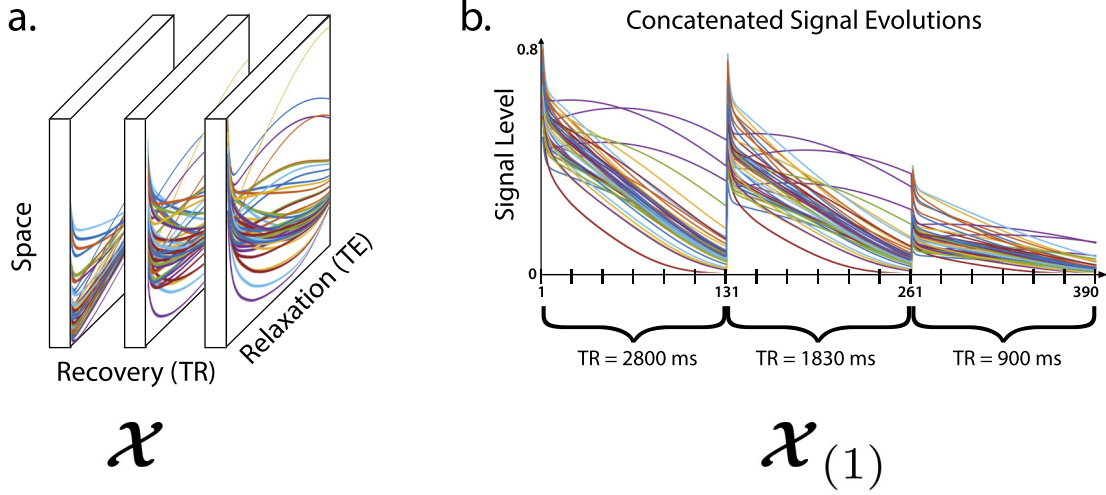 a.
Space
Recovery (TR)
Relaxation (TE)
𝓧
b.
Concatenated Signal Evolutions
Signal Level
0.8
0
1 131 261 390
TR = 2800 ms TR = 1830 ms TR = 900 ms
𝓧(1)